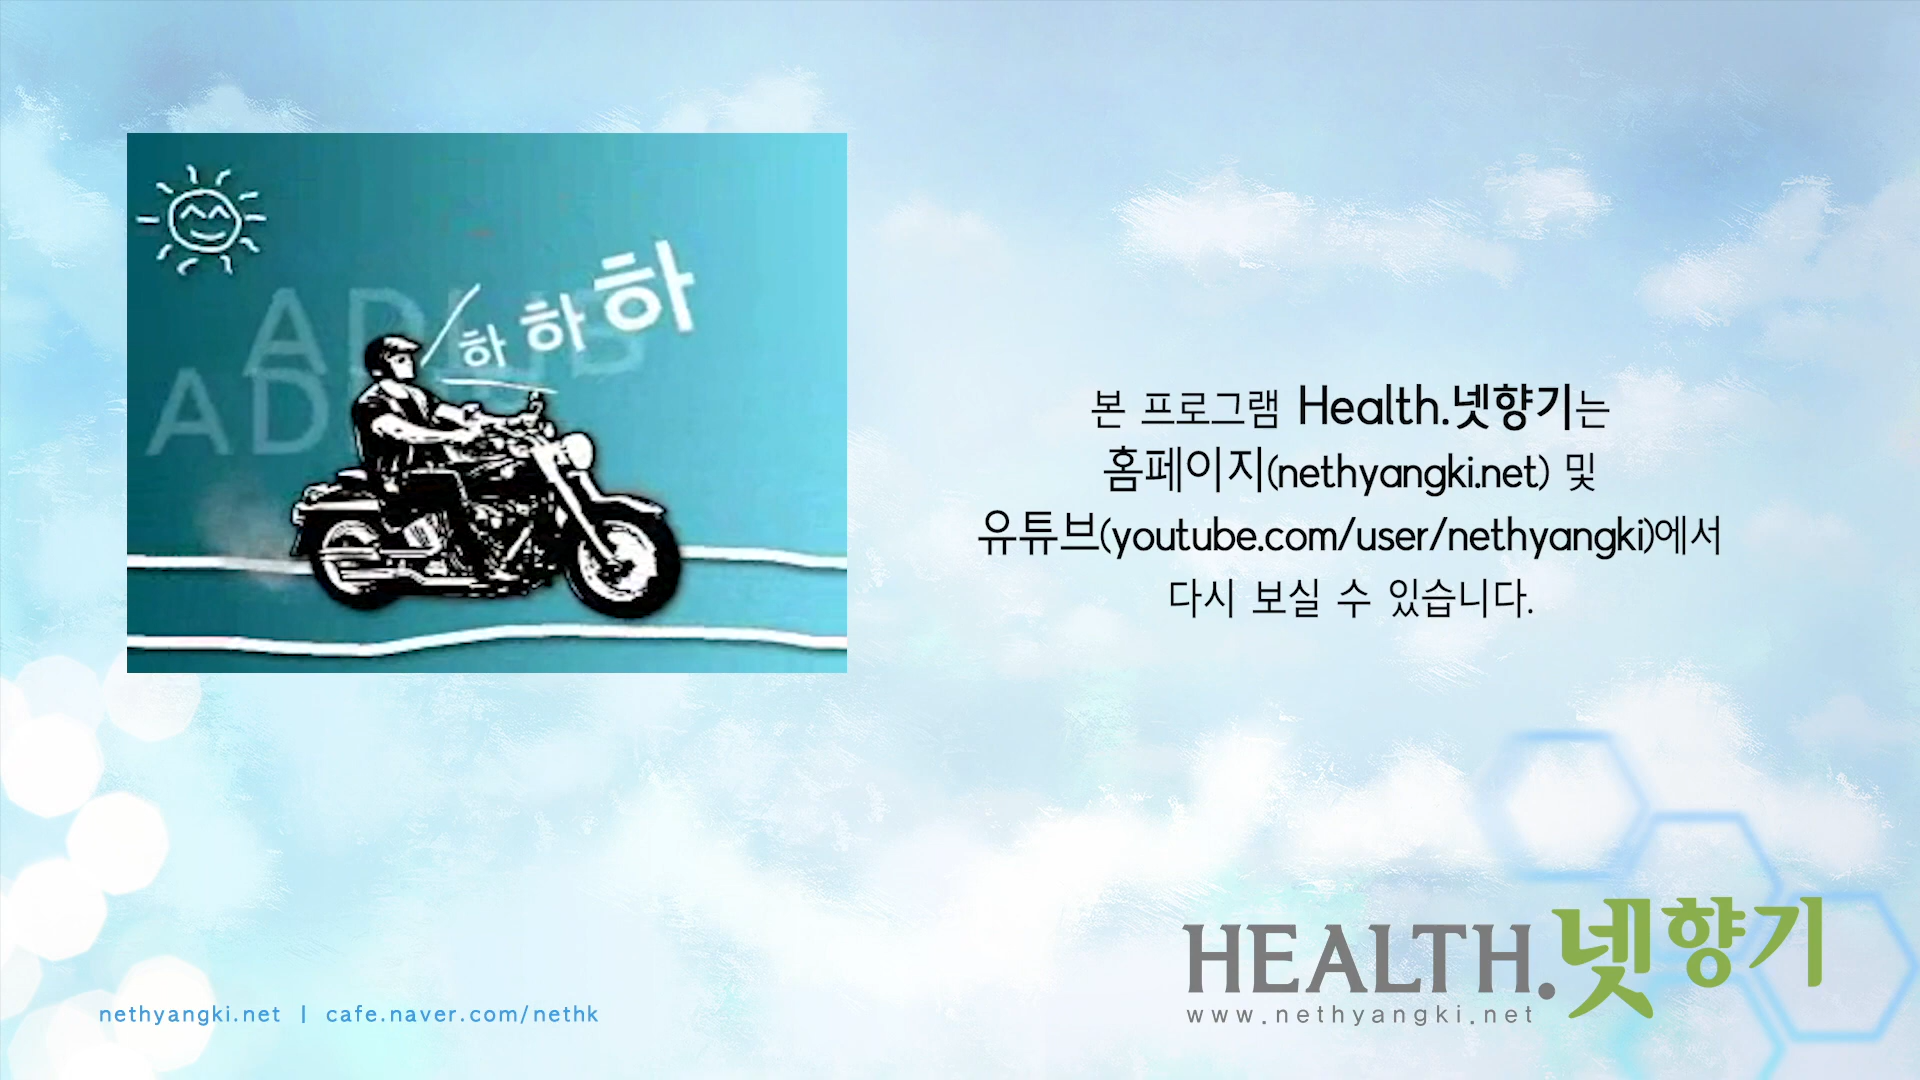 하 하 하
본 프로그램 Health.넷향기는
홈페이지(nethyangki.net) 및
유튜브(youtube.com/user/nethyangki)에서
다시 보실 수 있습니다.
HEALTH.넷향기
www.nethyangki.net
nethyangki.net | cafe.naver.com/nethk